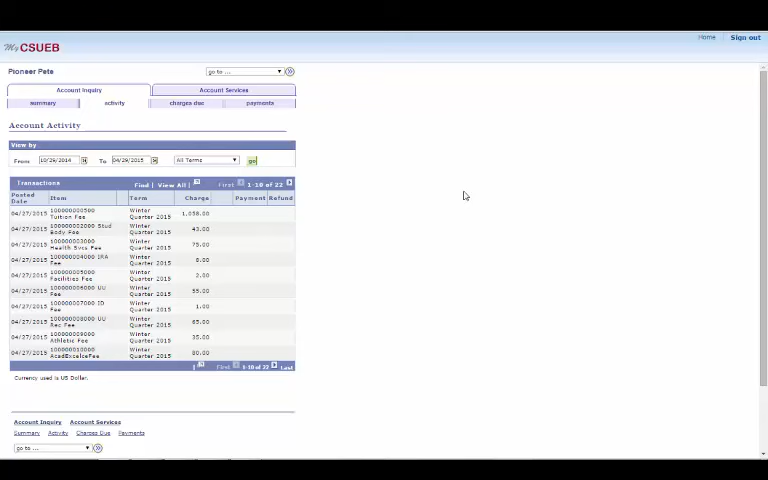 Home Sign out
My CSUEB
Pioneer Pete go to ...
Account Inquiry Account Services
summary activity charges due payments
Account Activity
View by
From 10/29/2014 To 04/29/2015 All Terms go
Transactions Find | View All | First 1-10 of 22
Posted Date Item Term Charge Payment Refund
04/27/2015 100000000500 Tuition Fee Winter Quarter 2015 1,058.00
04/27/2015 100000002000 Stud Body Fee Winter Quarter 2015 43.00
04/27/2015 100000003000 Health Svcs Fee Winter Quarter 2015 75.00
04/27/2015 100000004000 IRA Fee Winter Quarter 2015 8.00
04/27/2015 100000005000 Facilities Fee Winter Quarter 2015 2.00
04/27/2015 100000006000 UU Fee Winter Quarter 2015 55.00
04/27/2015 100000007000 ID Fee Winter Quarter 2015 1.00
04/27/2015 100000008000 UU Rec Fee Winter Quarter 2015 65.00
04/27/2015 100000009000 Athletic Fee Winter Quarter 2015 35.00
04/27/2015 100000010000 AcadExcelceFee Winter Quarter 2015 80.00
| First 1-10 of 22 Last
Currency used is US Dollar.
Account Inquiry Account Services
Summary Activity Charges Due Payments
go to ...